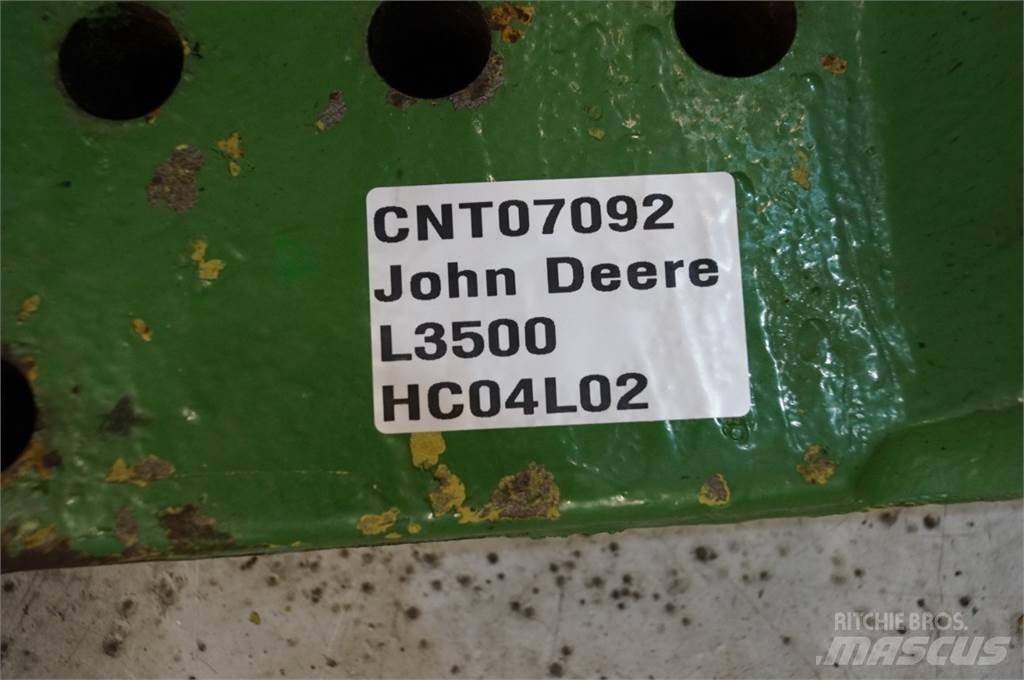 CNT07092
John Deere
L3500
HC04L02
RITCHIE BROS.
MASCUS